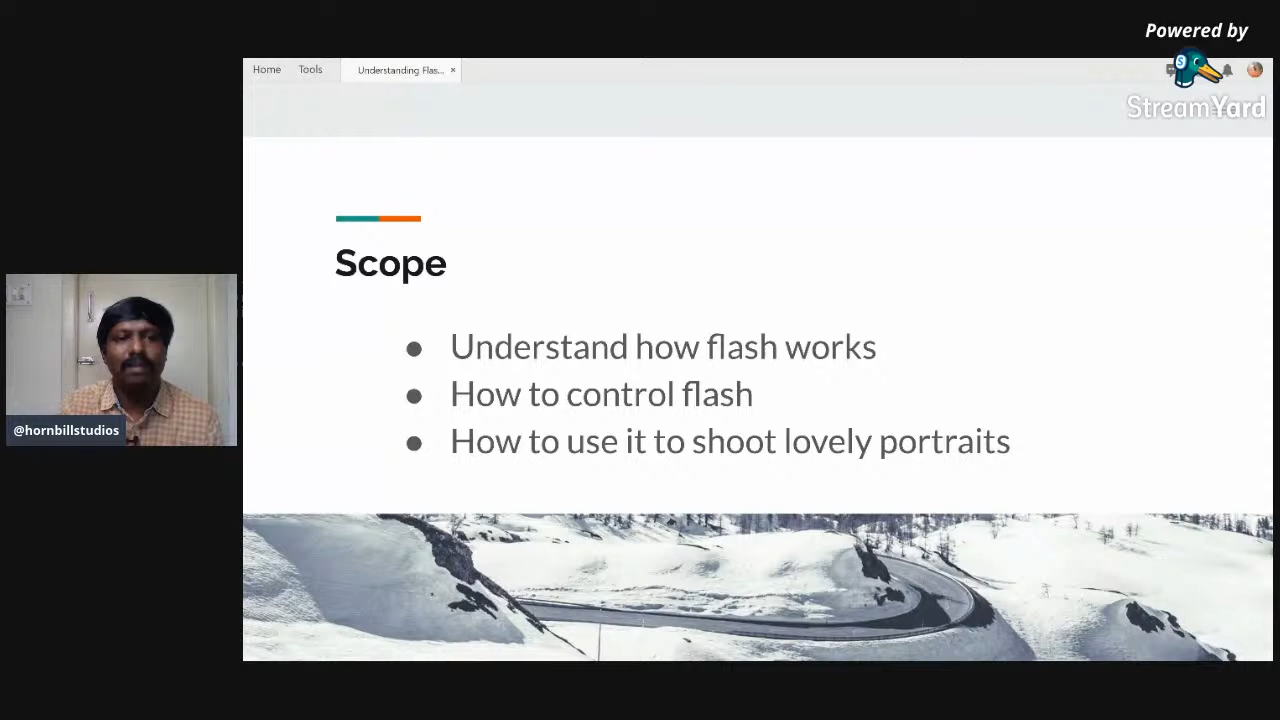 Powered by
StreamYard
Home Tools Understanding Flas... ×
Scope
● Understand how flash works
● How to control flash
● How to use it to shoot lovely portraits
@hornbillstudios